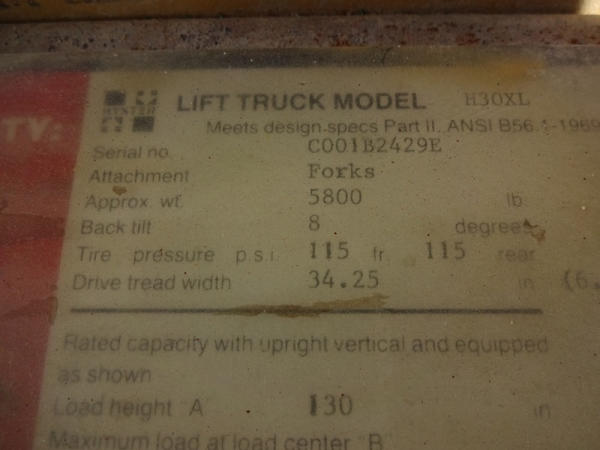 TY:
HYSTER LIFT TRUCK MODEL H30XL
Meets design specs Part II, ANSI B56.1-1969
Serial no. C001B2429E
Attachment Forks
Approx. wt. 5800 lb
Back tilt 8 degrees
Tire pressure p.s.i. 115 fr. 115 rear
Drive tread width 34.25 in (6.
Rated capacity with upright vertical and equipped
as shown
Load height "A" 130 in
Maximum load at load center "B"